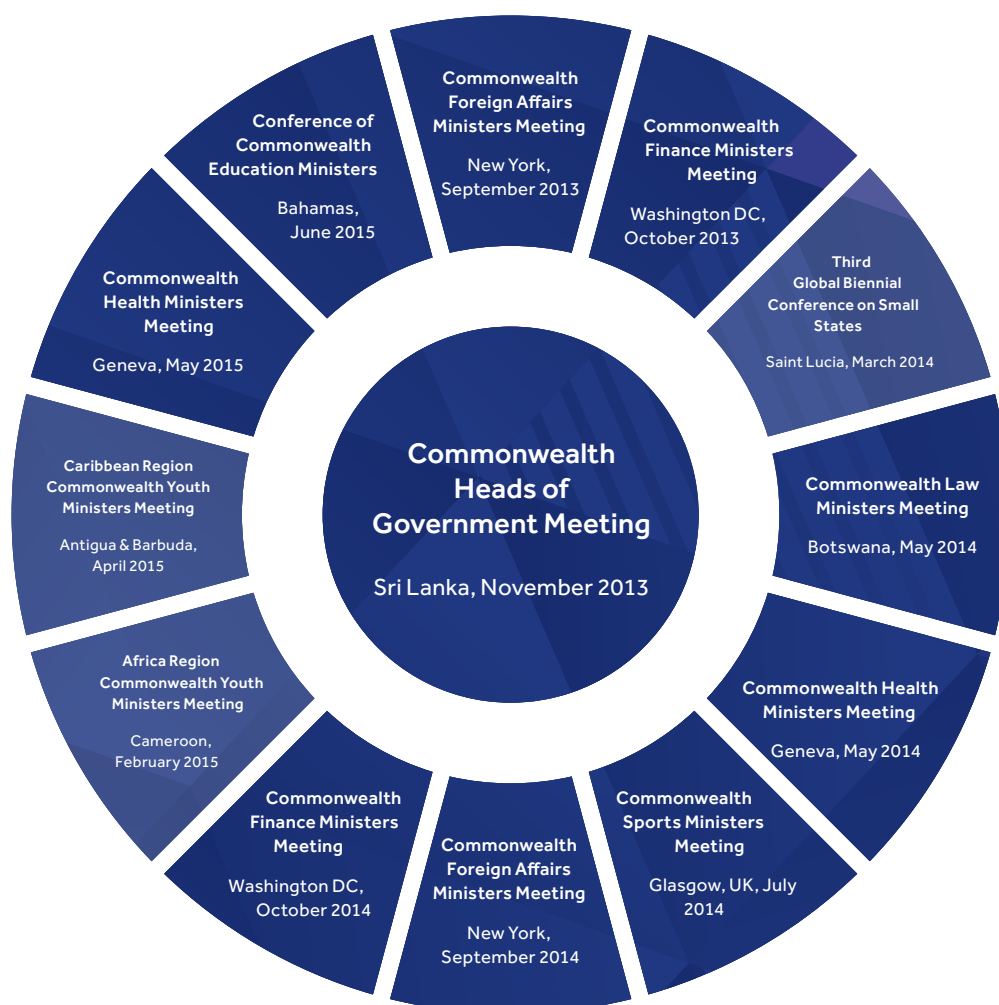 Commonwealth
Foreign Affairs
Ministers Meeting
New York,
September 2013
Commonwealth
Finance Ministers
Meeting
Washington DC,
October 2013
Third
Global Biennial
Conference on Small
States
Saint Lucia, March 2014
Commonwealth Law
Ministers Meeting
Botswana, May 2014
Commonwealth Health
Ministers Meeting
Geneva, May 2014
Commonwealth
Sports Ministers
Meeting
Glasgow, UK, July
2014
Commonwealth
Foreign Affairs
Ministers Meeting
New York,
September 2014
Commonwealth
Finance Ministers
Meeting
Washington DC,
October 2014
Africa Region
Commonwealth Youth
Ministers Meeting
Cameroon,
February 2015
Caribbean Region
Commonwealth Youth
Ministers Meeting
Antigua & Barbuda,
April 2015
Commonwealth
Health Ministers
Meeting
Geneva, May 2015
Conference of
Commonwealth
Education Ministers
Bahamas,
June 2015
Commonwealth
Heads of
Government Meeting
Sri Lanka, November 2013